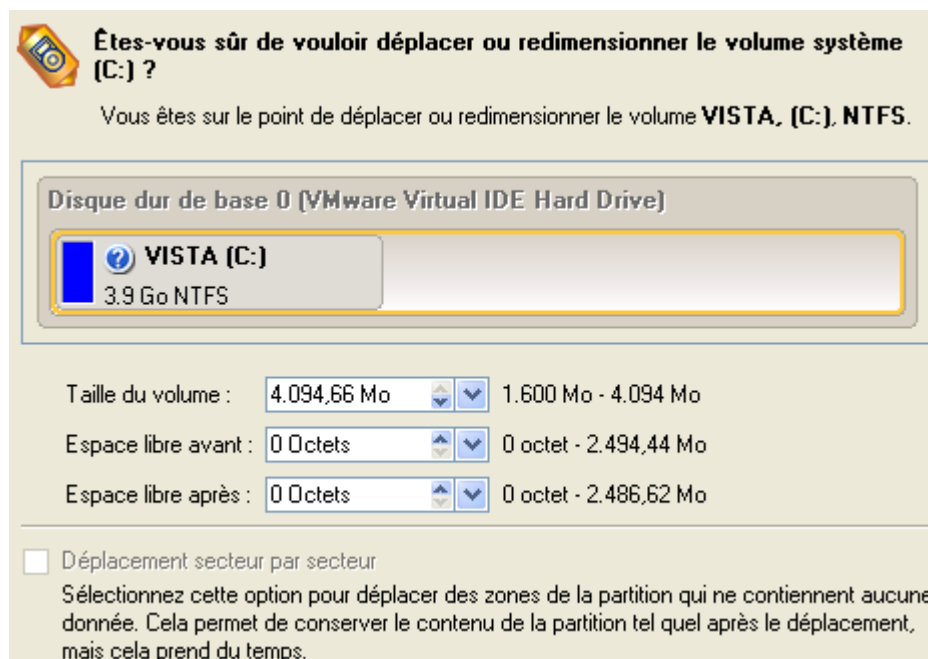 Êtes-vous sûr de vouloir déplacer ou redimensionner le volume système
(C:) ?
Vous êtes sur le point de déplacer ou redimensionner le volume VISTA, (C:), NTFS.
Disque dur de base 0 (VMware Virtual IDE Hard Drive)
VISTA (C:)
3.9 Go NTFS
Taille du volume : 4.094,66 Mo 1.600 Mo - 4.094 Mo
Espace libre avant : 0 Octets 0 octet - 2.494,44 Mo
Espace libre après : 0 Octets 0 octet - 2.486,62 Mo
Déplacement secteur par secteur
Sélectionnez cette option pour déplacer des zones de la partition qui ne contiennent aucune
donnée. Cela permet de conserver le contenu de la partition tel quel après le déplacement,
mais cela prend du temps.